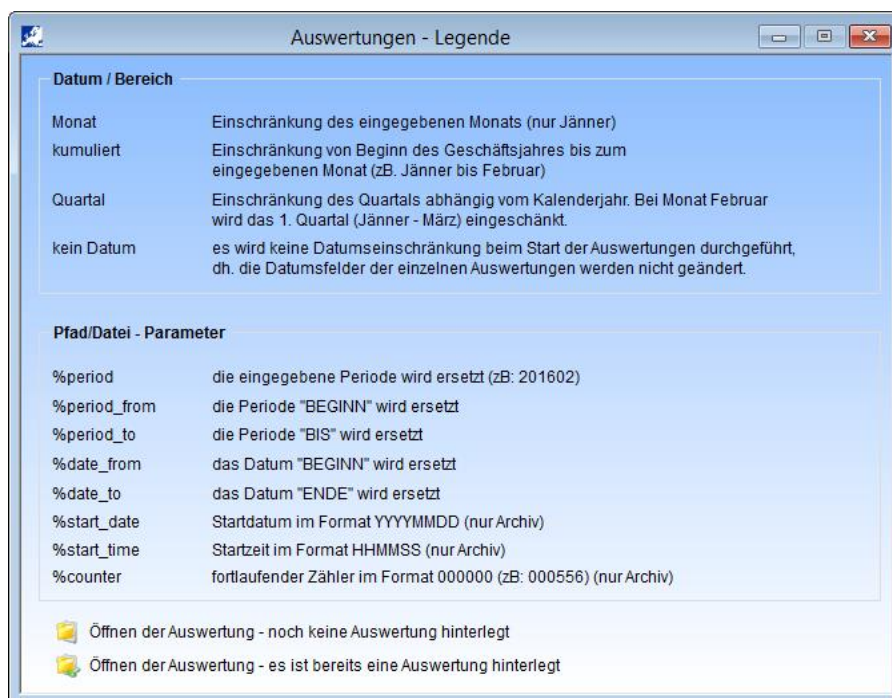 Auswertungen - Legende
Datum / Bereich
Monat Einschränkung des eingegebenen Monats (nur Jänner)
kumuliert Einschränkung von Beginn des Geschäftsjahres bis zum
eingegebenen Monat (zB. Jänner bis Februar)
Quartal Einschränkung des Quartals abhängig vom Kalenderjahr. Bei Monat Februar
wird das 1. Quartal (Jänner - März) eingeschränkt.
kein Datum es wird keine Datumseinschränkung beim Start der Auswertungen durchgeführt,
dh. die Datumsfelder der einzelnen Auswertungen werden nicht geändert.
Pfad/Datei - Parameter
%period die eingegebene Periode wird ersetzt (zB: 201602)
%period_from die Periode "BEGINN" wird ersetzt
%period_to die Periode "BIS" wird ersetzt
%date_from das Datum "BEGINN" wird ersetzt
%date_to das Datum "ENDE" wird ersetzt
%start_date Startdatum im Format YYYYMMDD (nur Archiv)
%start_time Startzeit im Format HHMMSS (nur Archiv)
%counter fortlaufender Zähler im Format 000000 (zB: 000556) (nur Archiv)
Öffnen der Auswertung - noch keine Auswertung hinterlegt
Öffnen der Auswertung - es ist bereits eine Auswertung hinterlegt